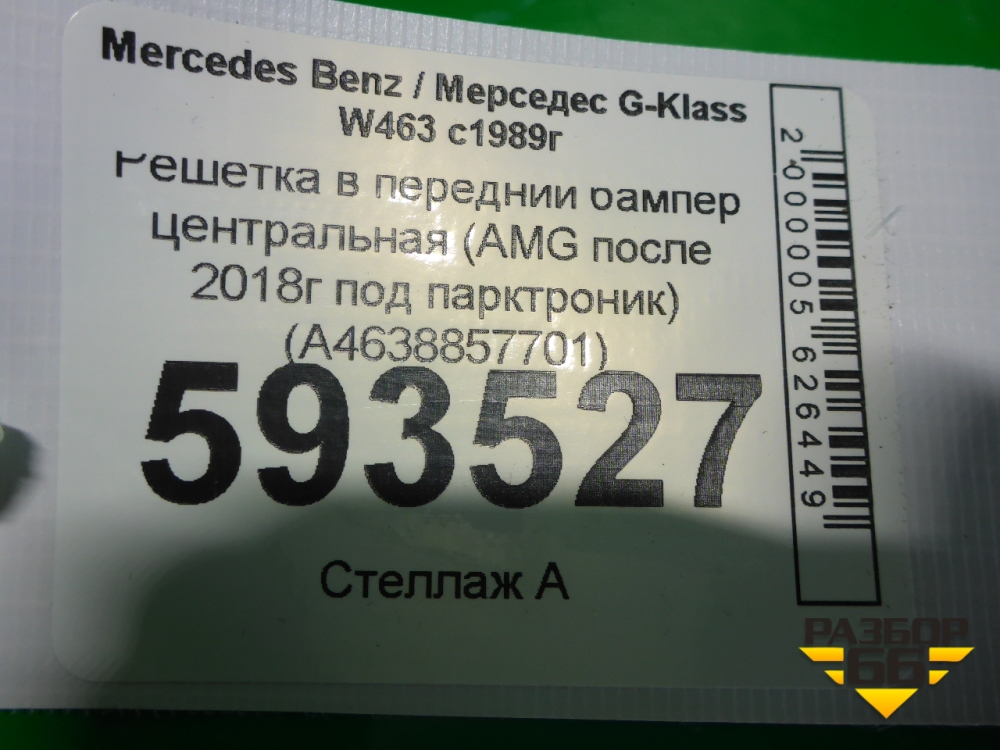 Mercedes Benz / Мерседес G-Klass
W463 с1989г
Решетка в передний бампер
центральная (AMG после
2018г под парктроник)
(A4638857701)
593527
Стеллаж А
2000005626449
РАЗБОР
66